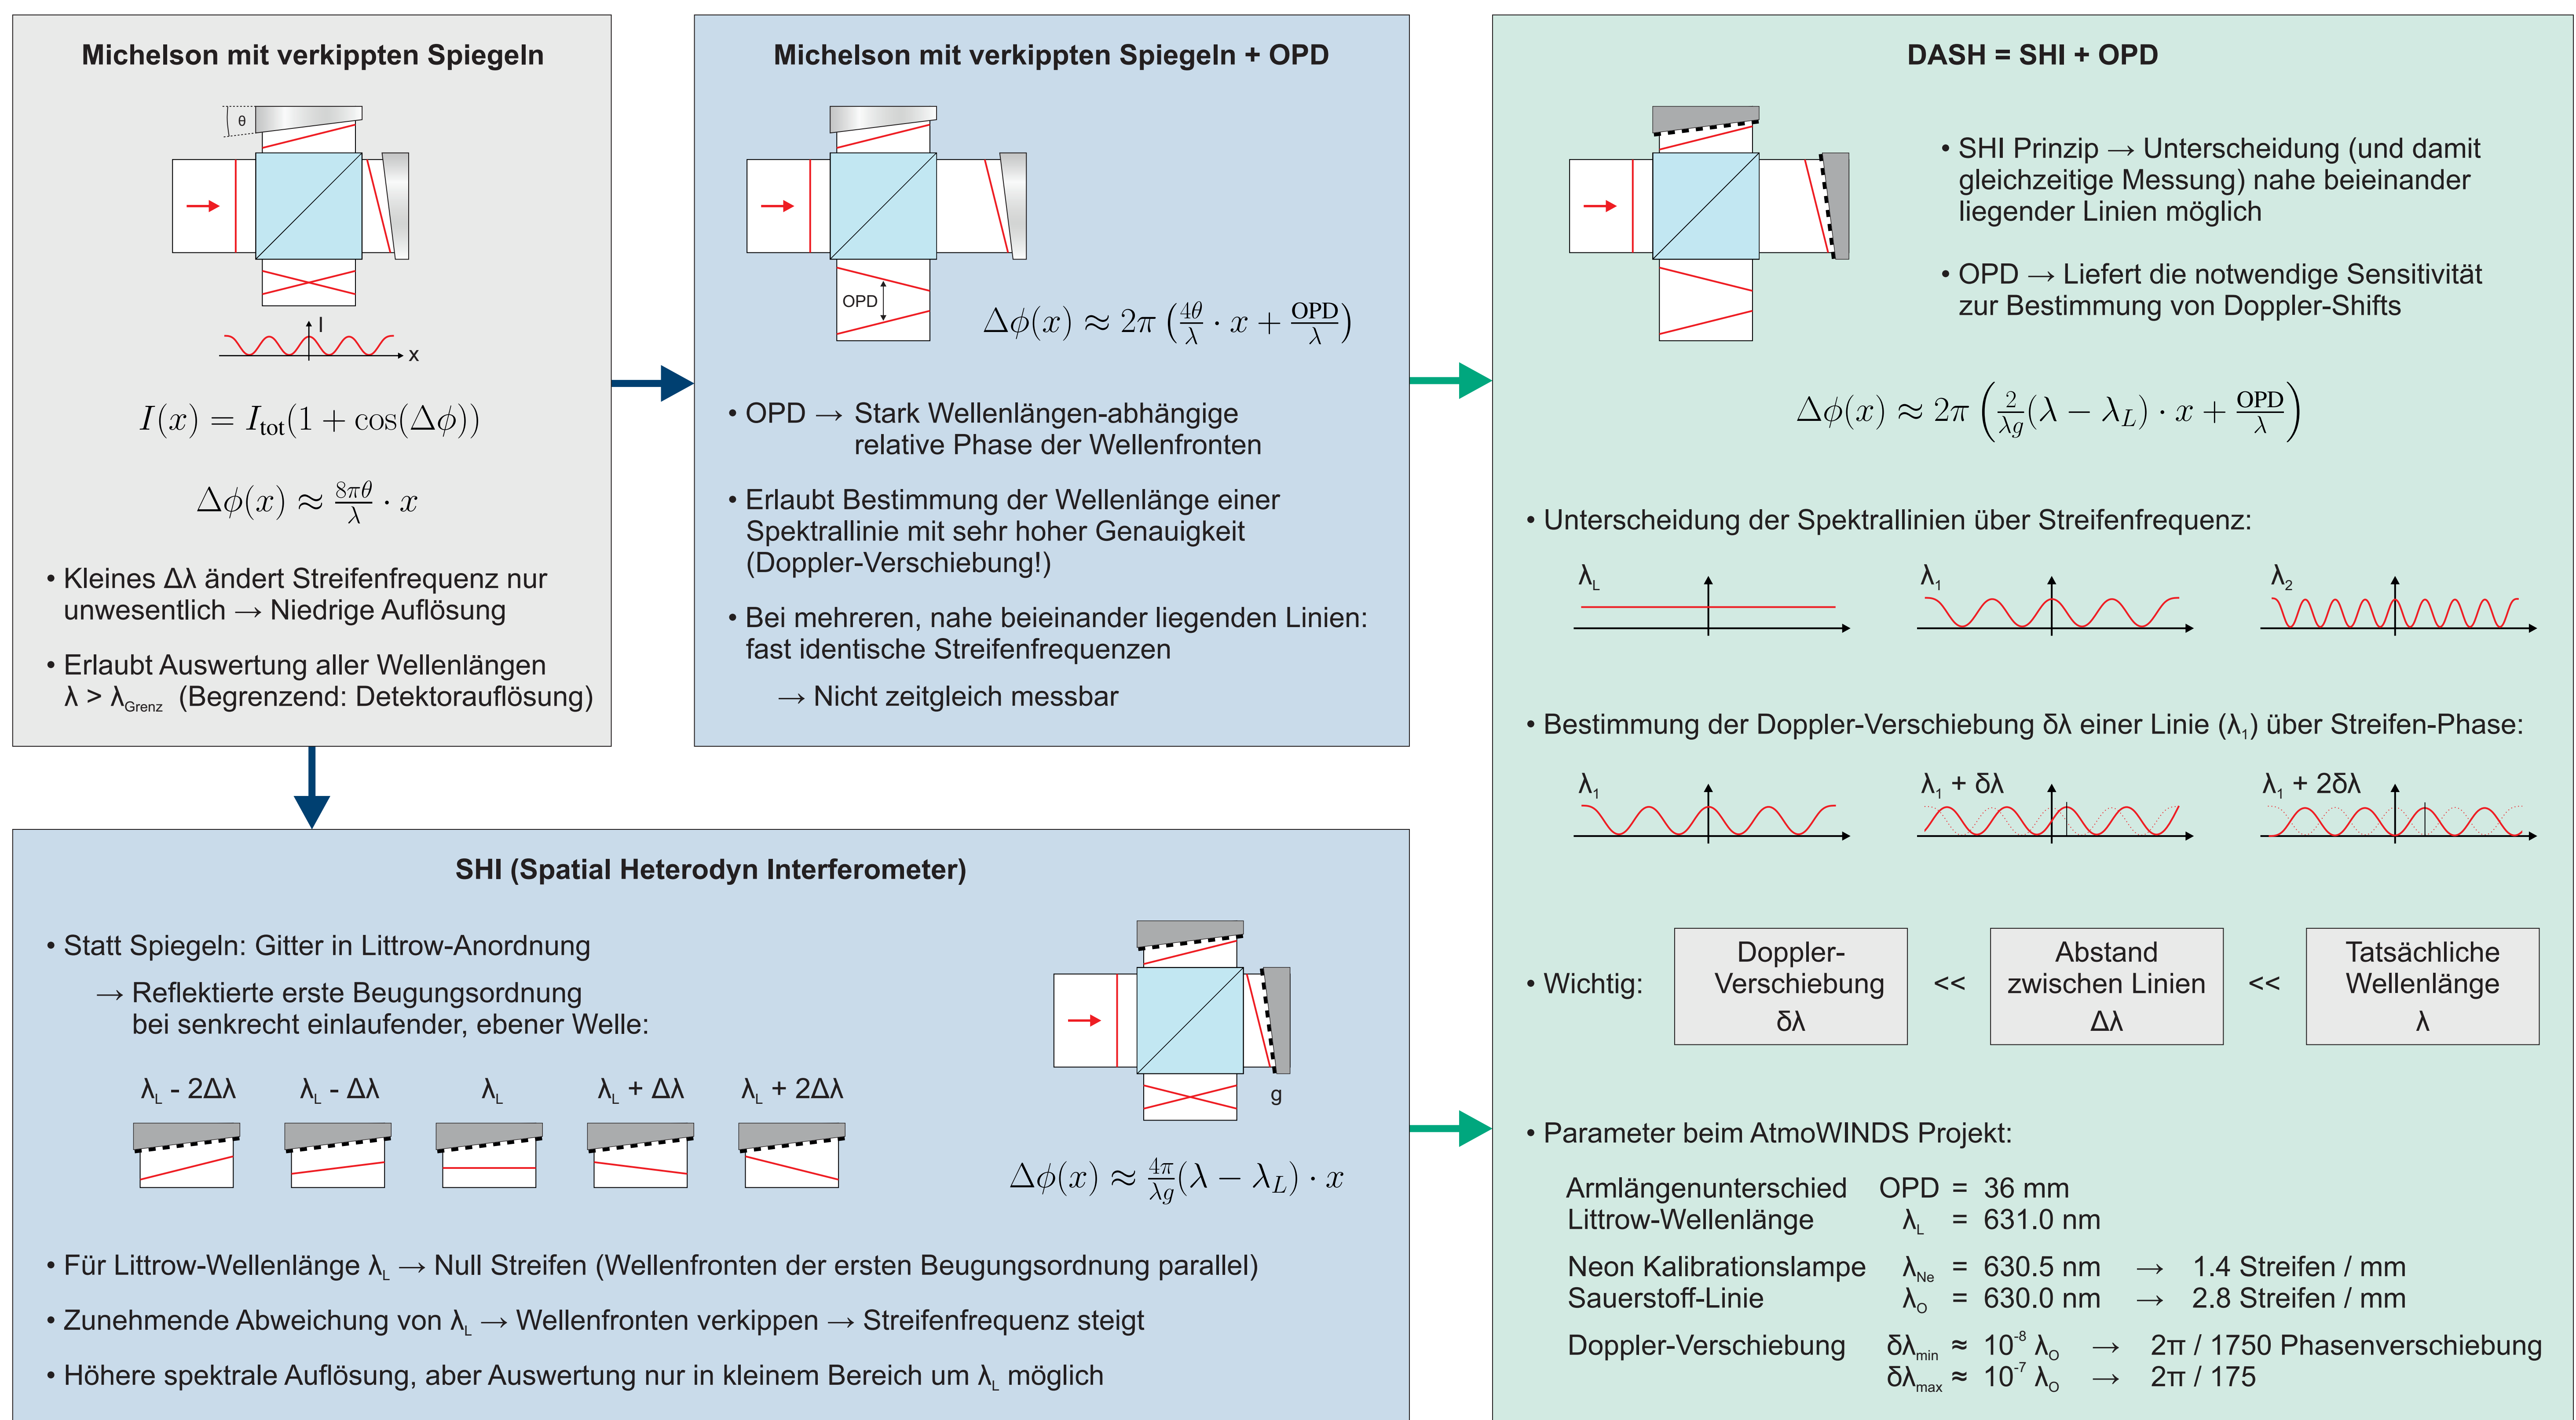 Michelson mit verkippten Spiegeln
θ
I
x
I(x) = I_tot(1 + cos(Δϕ))
Δϕ(x) ≈ 8πθ/λ · x
• Kleines Δλ ändert Streifenfrequenz nur
unwesentlich → Niedrige Auflösung
• Erlaubt Auswertung aller Wellenlängen
λ > λ_Grenz (Begrenzend: Detektorauflösung)
Michelson mit verkippten Spiegeln + OPD
OPD
Δϕ(x) ≈ 2π (4θ/λ · x + OPD/λ)
• OPD → Stark Wellenlängen-abhängige
relative Phase der Wellenfronten
• Erlaubt Bestimmung der Wellenlänge einer
Spektrallinie mit sehr hoher Genauigkeit
(Doppler-Verschiebung!)
• Bei mehreren, nahe beieinander liegenden Linien:
fast identische Streifenfrequenzen
→ Nicht zeitgleich messbar
SHI (Spatial Heterodyn Interferometer)
• Statt Spiegeln: Gitter in Littrow-Anordnung
→ Reflektierte erste Beugungsordnung
bei senkrecht einlaufender, ebener Welle:
λ_L - 2Δλ λ_L - Δλ λ_L λ_L + Δλ λ_L + 2Δλ
g
Δϕ(x) ≈ 4π/λg (λ − λ_L) · x
• Für Littrow-Wellenlänge λ_L → Null Streifen (Wellenfronten der ersten Beugungsordnung parallel)
• Zunehmende Abweichung von λ_L → Wellenfronten verkippen → Streifenfrequenz steigt
• Höhere spektrale Auflösung, aber Auswertung nur in kleinem Bereich um λ_L möglich
DASH = SHI + OPD
• SHI Prinzip → Unterscheidung (und damit
gleichzeitige Messung) nahe beieinander
liegender Linien möglich
• OPD → Liefert die notwendige Sensitivität
zur Bestimmung von Doppler-Shifts
Δϕ(x) ≈ 2π (2/λg (λ − λ_L) · x + OPD/λ)
• Unterscheidung der Spektrallinien über Streifenfrequenz:
λ_L λ_1 λ_2
• Bestimmung der Doppler-Verschiebung δλ einer Linie (λ_1) über Streifen-Phase:
λ_1 λ_1 + δλ λ_1 + 2δλ
• Wichtig:
Doppler-
Verschiebung
δλ
<<
Abstand
zwischen Linien
Δλ
<<
Tatsächliche
Wellenlänge
λ
• Parameter beim AtmoWINDS Projekt:
Armlängenunterschied OPD = 36 mm
Littrow-Wellenlänge λ_L = 631.0 nm
Neon Kalibrationslampe λ_Ne = 630.5 nm → 1.4 Streifen / mm
Sauerstoff-Linie λ_O = 630.0 nm → 2.8 Streifen / mm
Doppler-Verschiebung δλ_min ≈ 10^-8 λ_O → 2π / 1750 Phasenverschiebung
δλ_max ≈ 10^-7 λ_O → 2π / 175